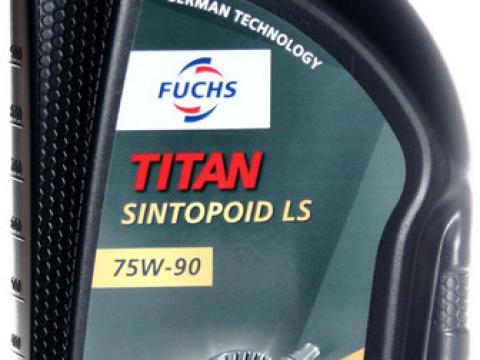 GERMAN TECHNOLOGY
FUCHS
TITAN
SINTOPOID LS
75W-90